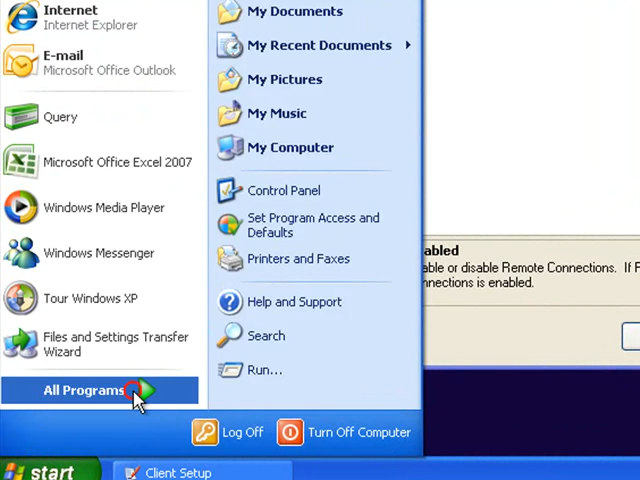 Internet
Internet Explorer
E-mail
Microsoft Office Outlook
Query
Microsoft Office Excel 2007
Windows Media Player
Windows Messenger
Tour Windows XP
Files and Settings Transfer
Wizard
All Programs
My Documents
My Recent Documents
My Pictures
My Music
My Computer
Control Panel
Set Program Access and
Defaults
Printers and Faxes
Help and Support
Search
Run...
Log Off
Turn Off Computer
abled
able or disable Remote Connections. If F
nnections is enabled.
start
Client Setup